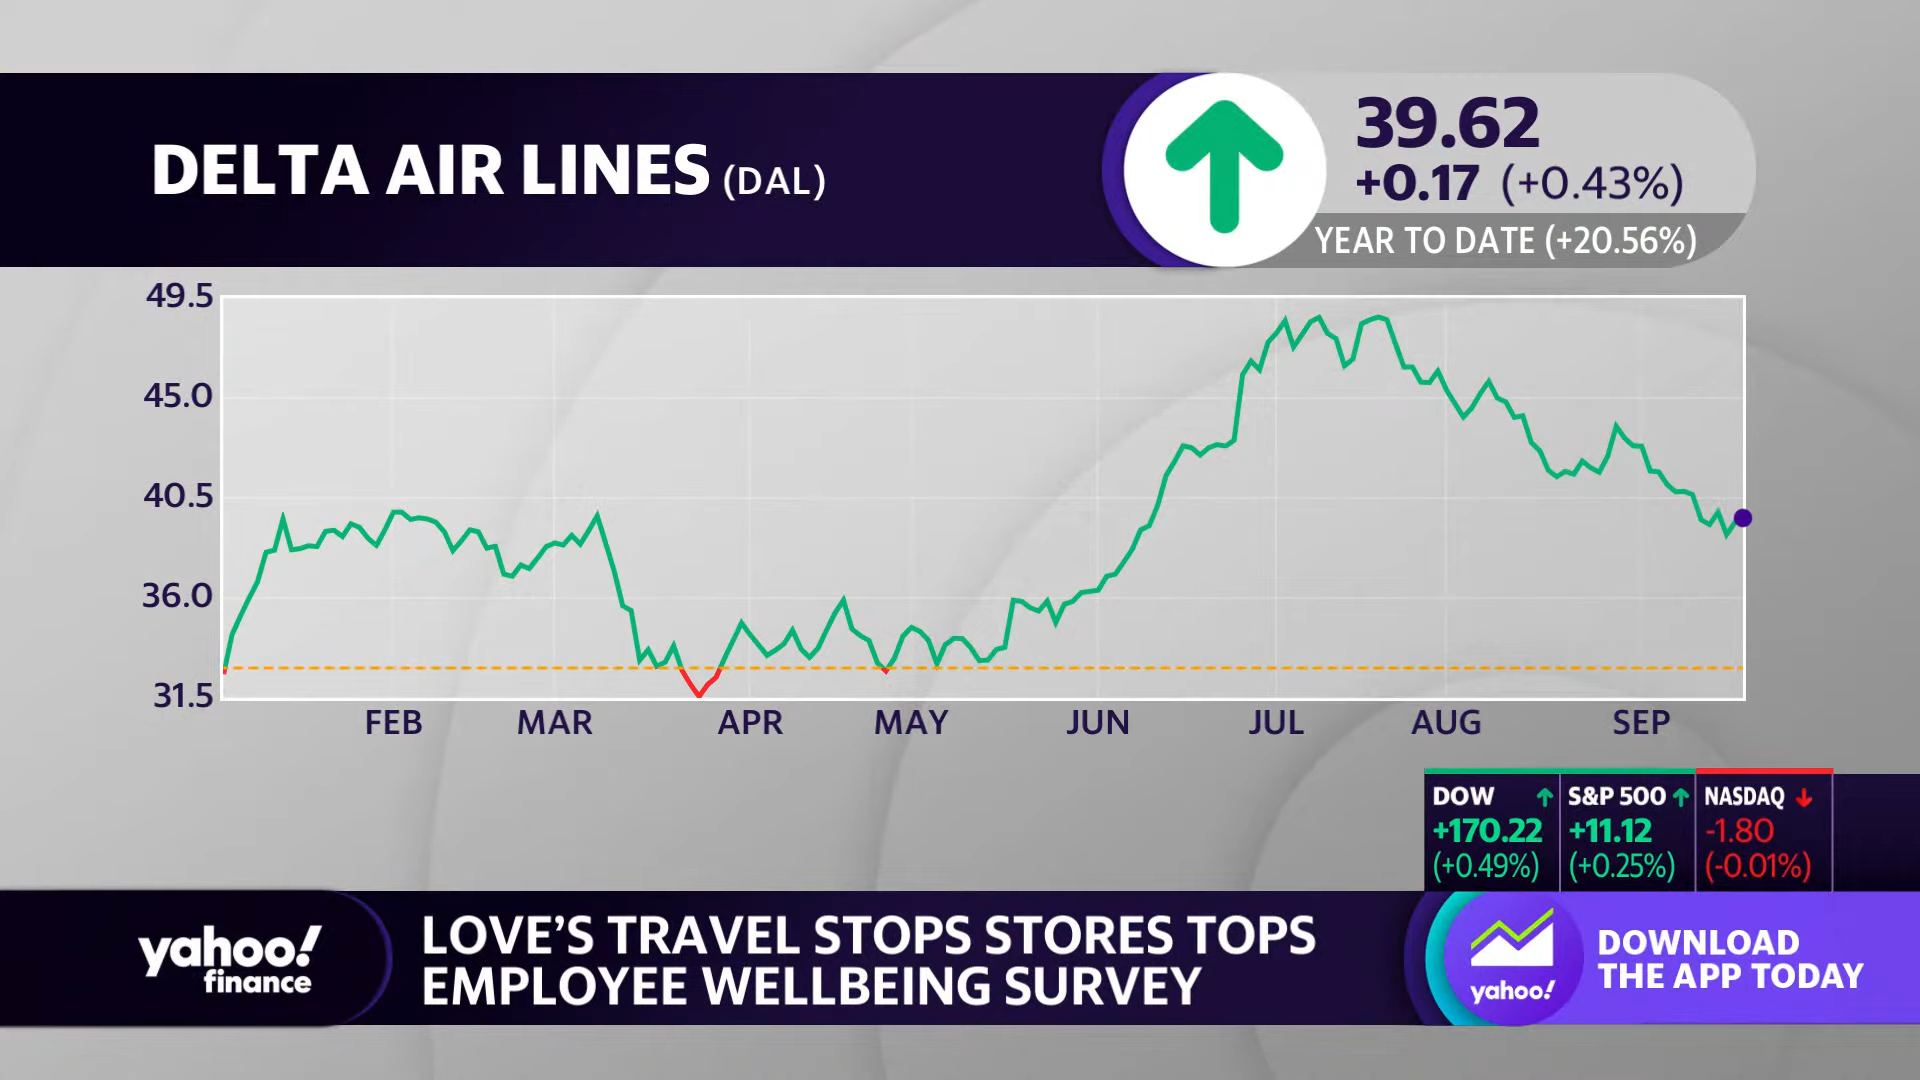 DELTA AIR LINES (DAL)
39.62
+0.17 (+0.43%)
YEAR TO DATE (+20.56%)
49.5
45.0
40.5
36.0
31.5
FEB MAR APR MAY JUN JUL AUG SEP
DOW S&P 500 NASDAQ
+170.22 +11.12 -1.80
(+0.49%) (+0.25%) (-0.01%)
yahoo!
finance
LOVE'S TRAVEL STOPS STORES TOPS
EMPLOYEE WELLBEING SURVEY
yahoo!
DOWNLOAD
THE APP TODAY